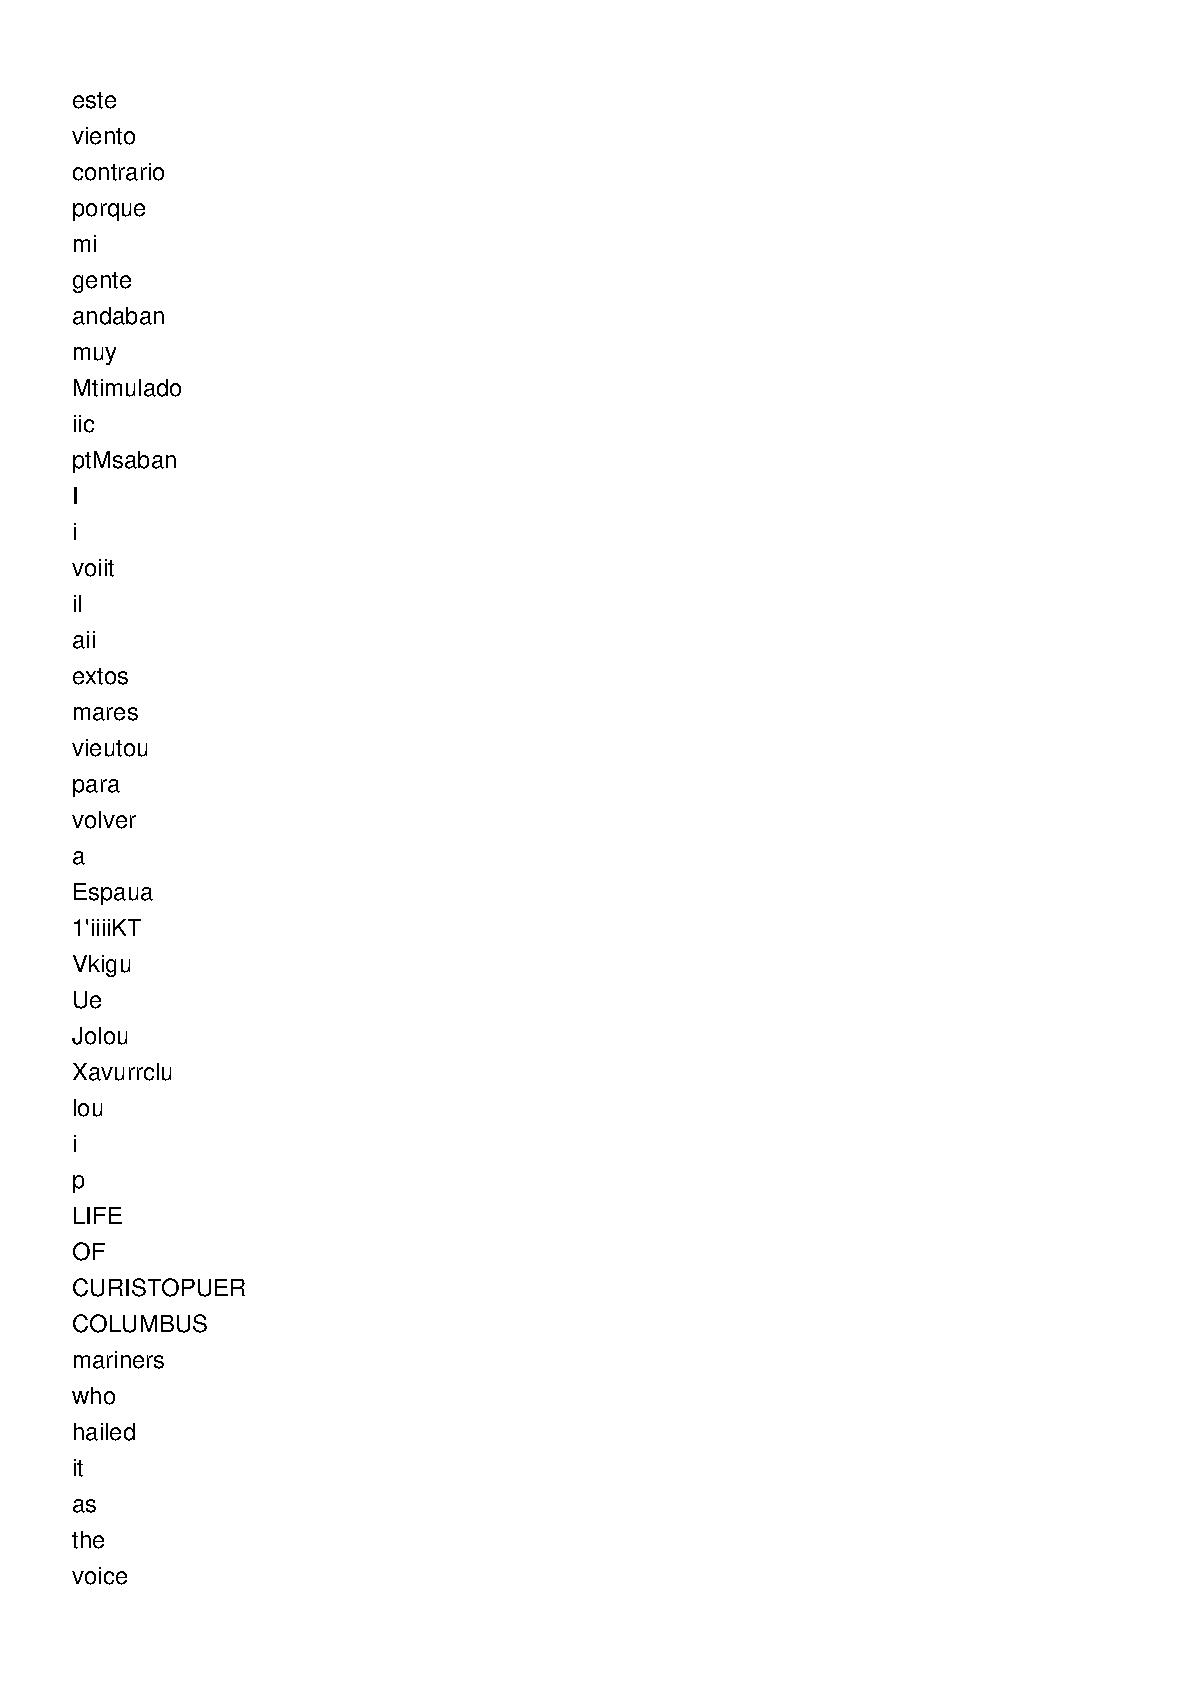 este
viento
contrario
porque
mi
gente
andaban
muy
Mtimulado
iic
ptMsaban
I
i
voiit
il
aii
extos
mares
vieutou
para
volver
a
Espaua
1'iiiiKT
Vkigu
Ue
Jolou
Xavurrclu
lou
i
p
LIFE
OF
CURISTOPUER
COLUMBUS
mariners
who
hailed
it
as
the
voice